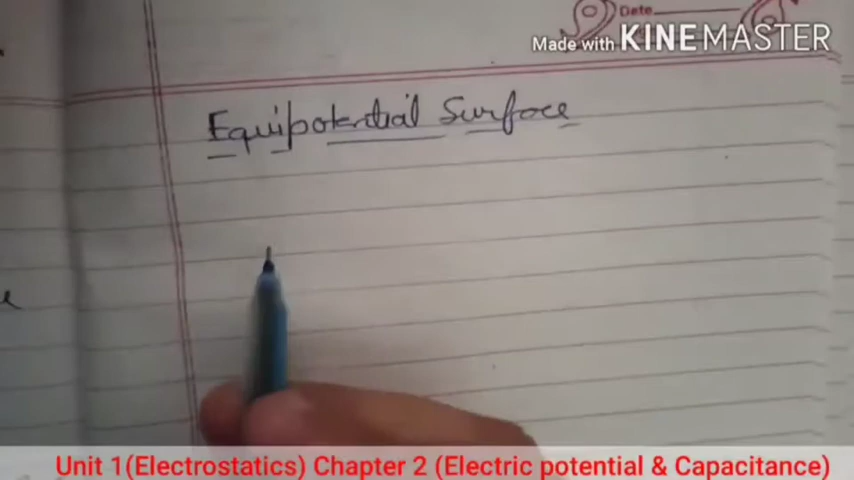 Date
Made with KINEMASTER
Equipotential Surface
Unit 1(Electrostatics) Chapter 2 (Electric potential & Capacitance)